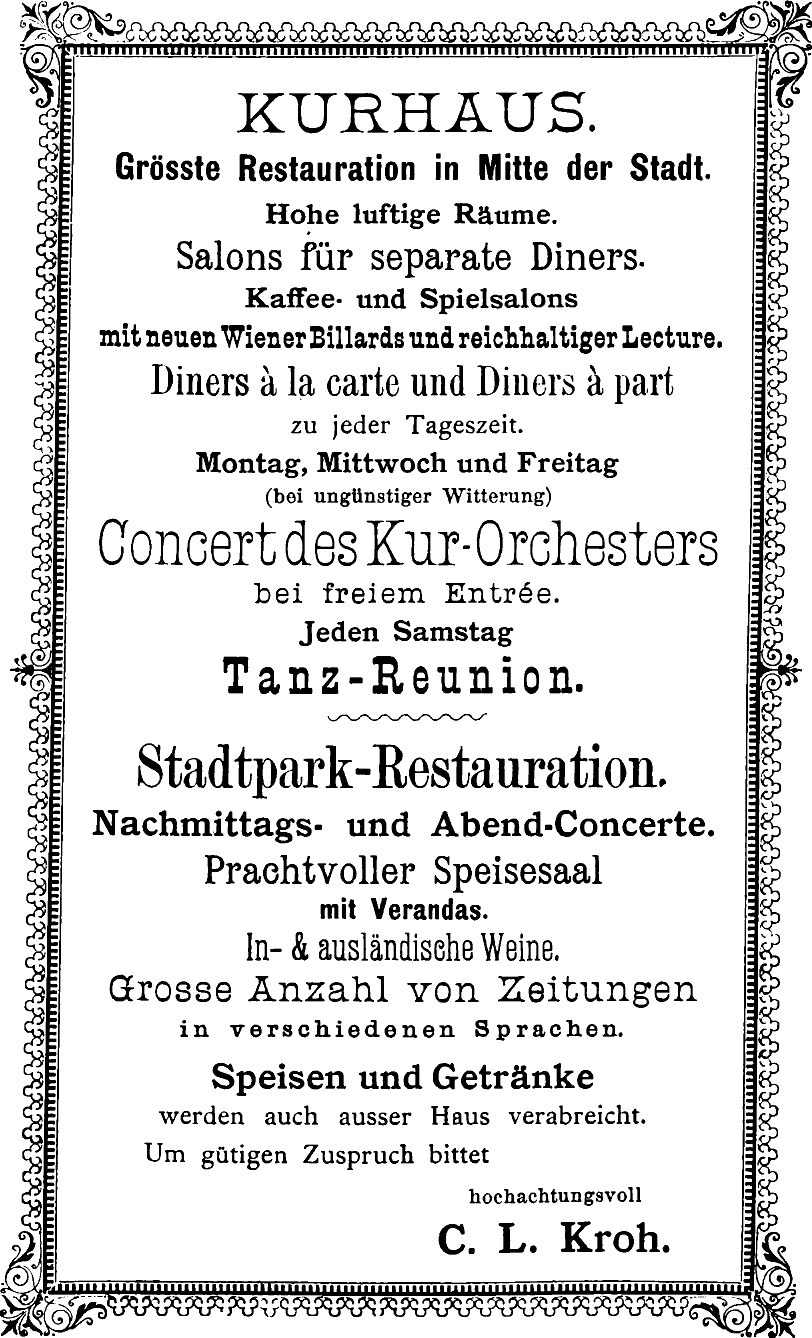 KURHAUS.
Grösste Restauration in Mitte der Stadt.
Hohe luftige Räume.
Salons für separate Diners.
Kaffee- und Spielsalons
mit neuen Wiener Billards und reichhaltiger Lecture.
Diners à la carte und Diners à part
zu jeder Tageszeit.
Montag, Mittwoch und Freitag
(bei ungünstiger Witterung)
Concert des Kur-Orchesters
bei freiem Entrée.
Jeden Samstag
Tanz-Reunion.
Stadtpark-Restauration.
Nachmittags- und Abend-Concerte.
Prachtvoller Speisesaal
mit Verandas.
In- & ausländische Weine.
Grosse Anzahl von Zeitungen
in verschiedenen Sprachen.
Speisen und Getränke
werden auch ausser Haus verabreicht.
Um gütigen Zuspruch bittet
hochachtungsvoll
C. L. Kroh.